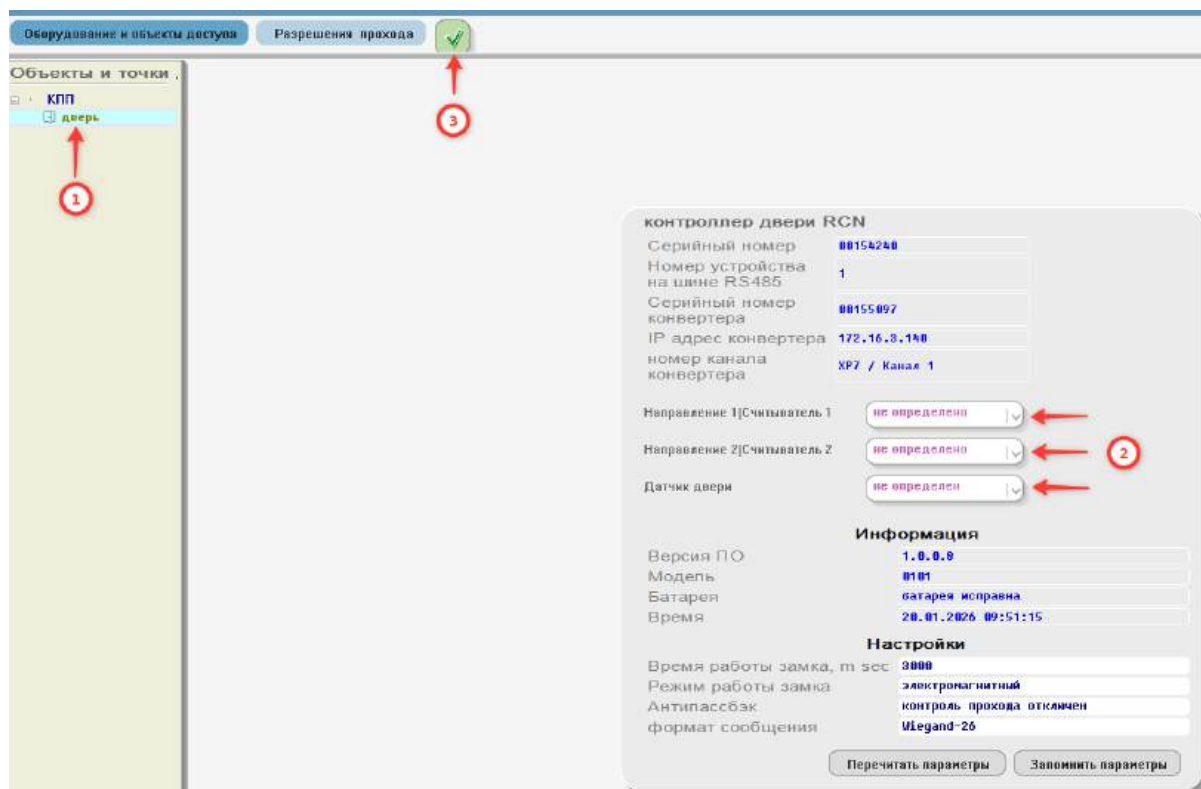 Оборудование и объекты доступа
Разрешения прохода
Объекты и точки
3
КПП
дверь
1
контроллер двери RCN
Серийный номер 00154240
Номер устройства
на шине RS485
1
Серийный номер
конвертера
00155097
IP адрес конвертера 172.16.3.140
номер канала
конвертера
XP7 / Канал 1
Направление 1|Считыватель 1 не определено
Направление 2|Считыватель 2 не определено
2
Датчик двери не определен
Информация
Версия ПО 1.0.0.8
Модель 0101
Батарея батарея исправна
Время 20.01.2026 09:51:15
Настройки
Время работы замка, m sec 3000
Режим работы замка электромагнитный
Антипассбэк контроль прохода отключен
формат сообщения Wiegand-26
Перечитать параметры
Запомнить параметры